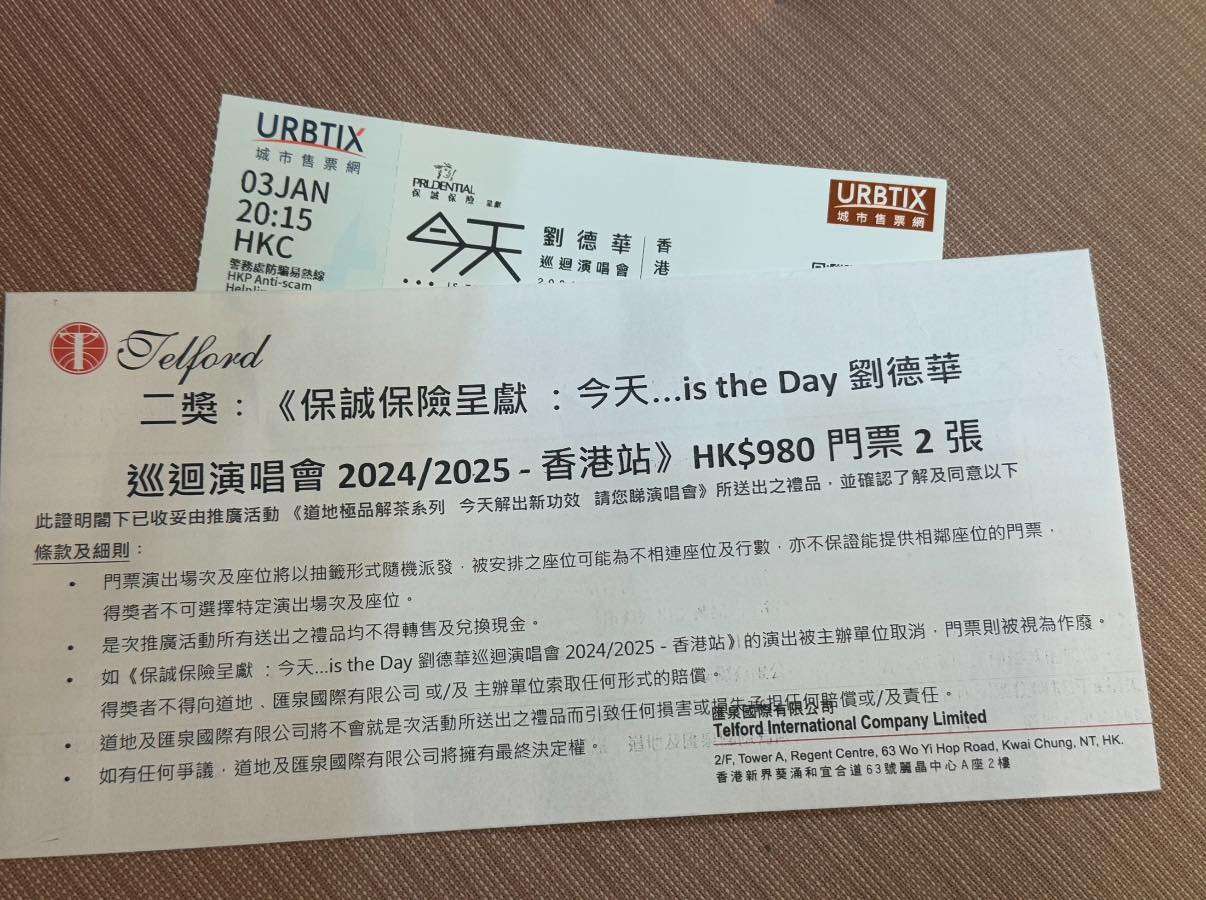 URBTIX
城市售票網
03JAN
20:15
HKC
警務處防騙易熱線
HKP Anti-scam
PRUDENTIAL
保誠保險 呈獻
今天
劉德華 香
巡迴演唱會 港
URBTIX
城市售票網
Telford
二獎：《保誠保險呈獻 ：今天...is the Day 劉德華
巡迴演唱會 2024/2025 - 香港站》HK$980 門票 2 張
此證明閣下已收妥由推廣活動 《道地極品解茶系列 今天解出新功效 請您睇演唱會》所送出之禮品，並確認了解及同意以下
條款及細則：
• 門票演出場次及座位將以抽籤形式隨機派發，被安排之座位可能為不相連座位及行數，亦不保證能提供相鄰座位的門票，
得獎者不可選擇特定演出場次及座位。
• 是次推廣活動所有送出之禮品均不得轉售及兌換現金。
• 如《保誠保險呈獻 ：今天...is the Day 劉德華巡迴演唱會 2024/2025 - 香港站》的演出被主辦單位取消，門票則被視為作廢。
得獎者不得向道地、匯泉國際有限公司 或/及 主辦單位索取任何形式的賠償。
• 道地及匯泉國際有限公司將不會就是次活動所送出之禮品而引致任何損害或損失承担任何賠償或/及責任。
• 如有任何爭議，道地及匯泉國際有限公司將擁有最終決定權。
匯泉國際有限公司
Telford International Company Limited
2/F, Tower A, Regent Centre, 63 Wo Yi Hop Road, Kwai Chung, NT, HK.
香港新界葵涌和宜合道63號麗晶中心A座2樓